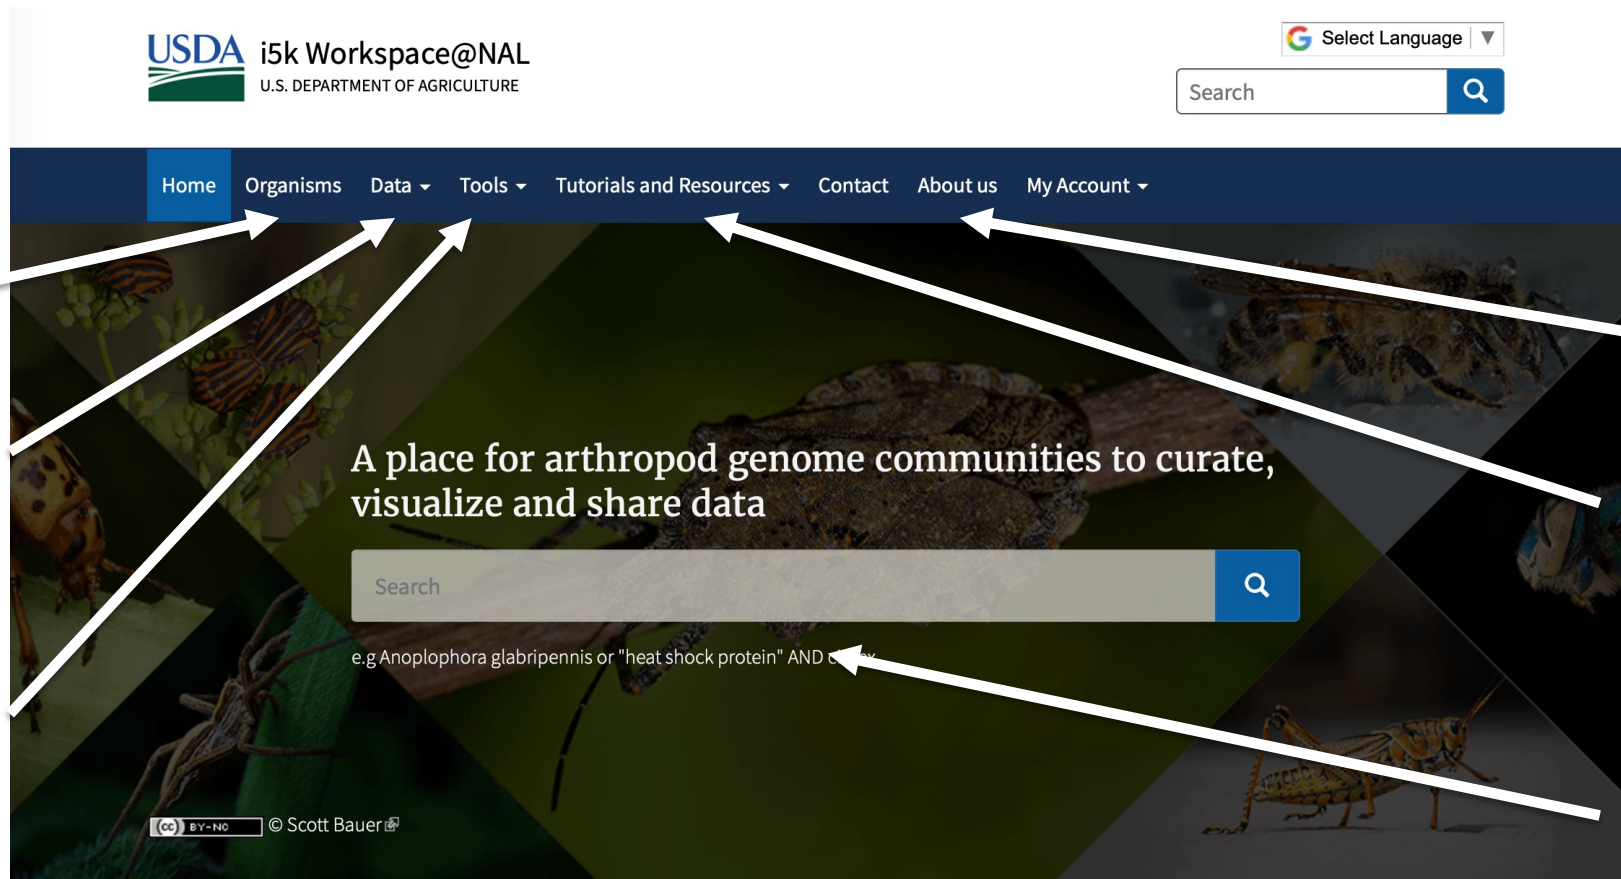 USDA
i5k Workspace@NAL
U.S. DEPARTMENT OF AGRICULTURE
Select Language
Search
Home Organisms Data Tools Tutorials and Resources Contact About us My Account
A place for arthropod genome communities to curate,
visualize and share data
Search
e.g Anoplophora glabripennis or "heat shock protein" AND
(cc) BY-NC © Scott Bauer